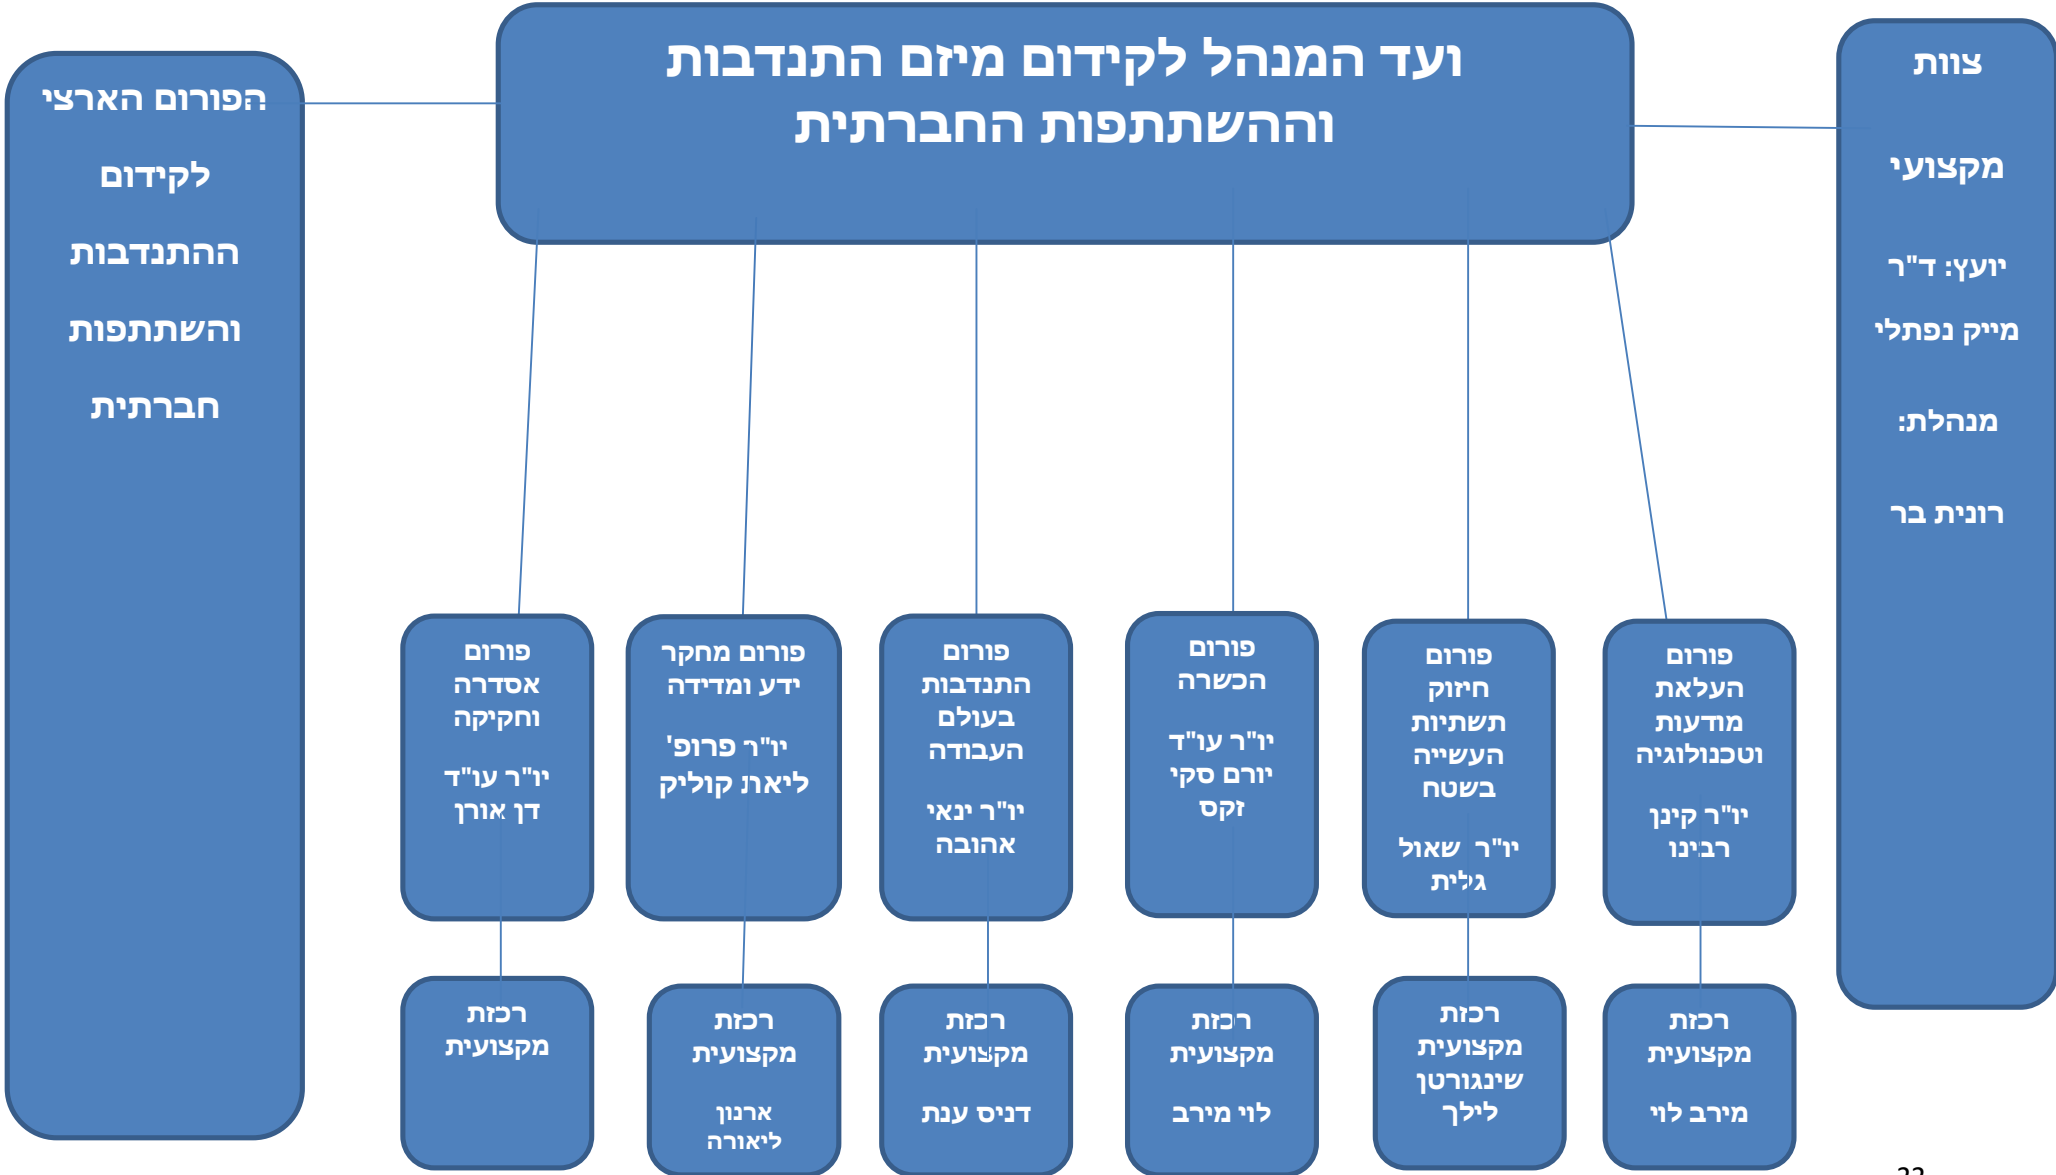 ועד המנהל לקידום מיזם התנדבות
וההשתתפות החברתית
צוות
מקצועי
יועץ: ד"ר
מייק נפתלי
מנהלת:
רונית בר
הפורום הארצי
לקידום
ההתנדבות
והשתתפות
חברתית
פורום
העלאת
מודעות
וטכנולוגיה
יו"ר קינן
רבינו
פורום
חיזוק
תשתיות
העשייה
בשטח
יו"ר שאול
גלית
פורום
הכשרה
יו"ר עו"ד
יורם סקי
זקס
פורום
התנדבות
בעולם
העבודה
יו"ר ינאי
אהובה
פורום מחקר
ידע ומדידה
יו"ר פרופ'
ליאת קוליק
פורום
אסדרה
וחקיקה
יו"ר עו"ד
דן אורן
רכזת
מקצועית
מירב לוי
רכזת
מקצועית
שינגורטן
לילך
רכזת
מקצועית
לוי מירב
רכזת
מקצועית
דניס ענת
רכזת
מקצועית
ארנון
ליאורה
רכזת
מקצועית